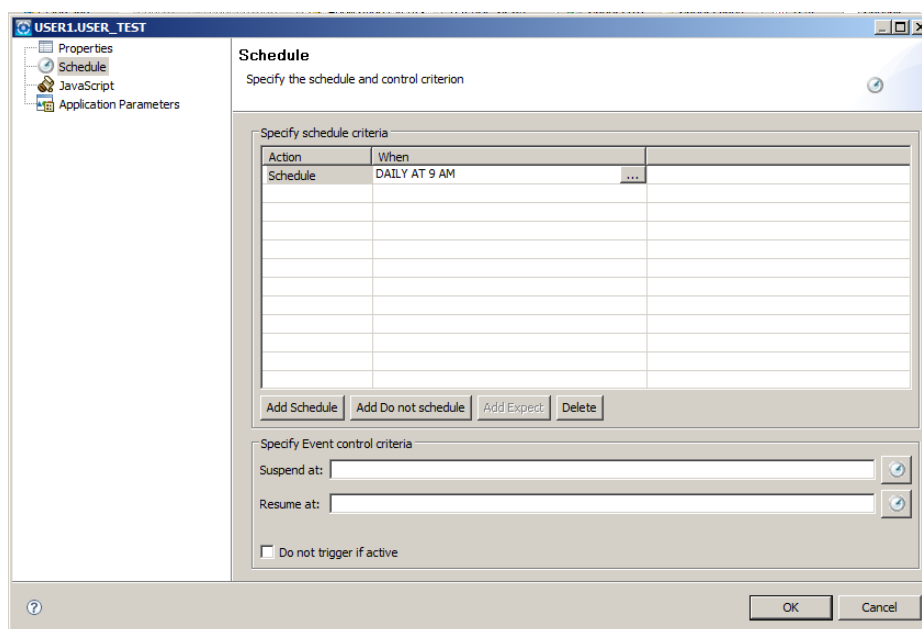 USER1.USER_TEST
Properties
Schedule
JavaScript
Application Parameters
Schedule
Specify the schedule and control criterion
Specify schedule criteria
Action When
Schedule DAILY AT 9 AM ...
Add Schedule Add Do not schedule Add Expect Delete
Specify Event control criteria
Suspend at:
Resume at:
Do not trigger if active
? OK Cancel